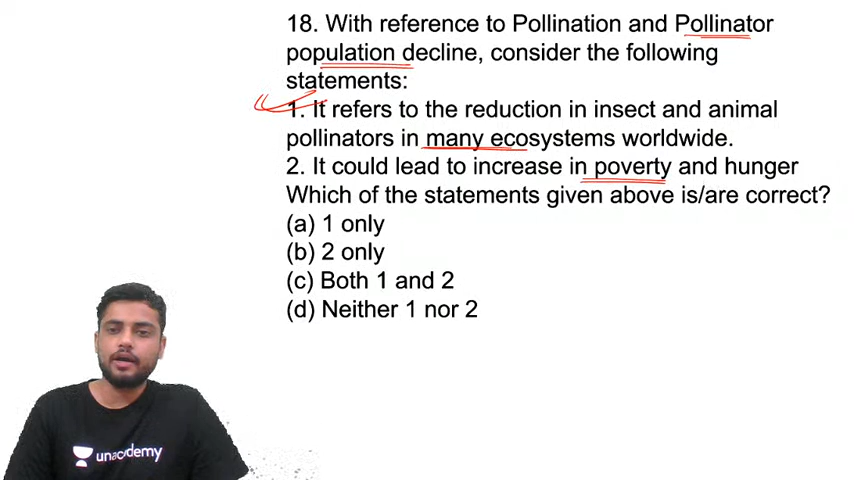 18. With reference to Pollination and Pollinator
population decline, consider the following
statements:
1. It refers to the reduction in insect and animal
pollinators in many ecosystems worldwide.
2. It could lead to increase in poverty and hunger
Which of the statements given above is/are correct?
(a) 1 only
(b) 2 only
(c) Both 1 and 2
(d) Neither 1 nor 2
unacademy